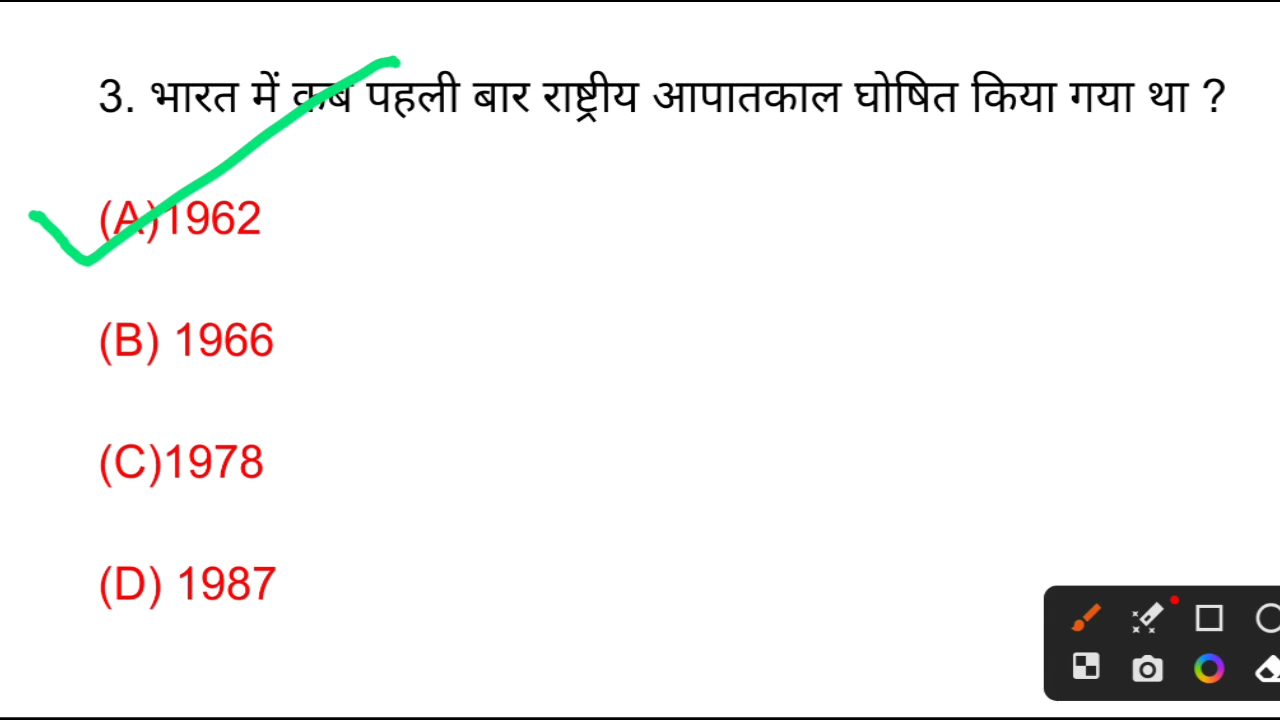 3. भारत में कब पहली बार राष्ट्रीय आपातकाल घोषित किया गया था ?
(A)1962
(B) 1966
(C)1978
(D) 1987